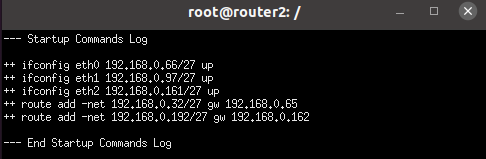 root@router2: /
--- Startup Commands Log
++ ifconfig eth0 192.168.0.66/27 up
++ ifconfig eth1 192.168.0.97/27 up
++ ifconfig eth2 192.168.0.161/27 up
++ route add -net 192.168.0.32/27 gw 192.168.0.65
++ route add -net 192.168.0.192/27 gw 192.168.0.162
--- End Startup Commands Log